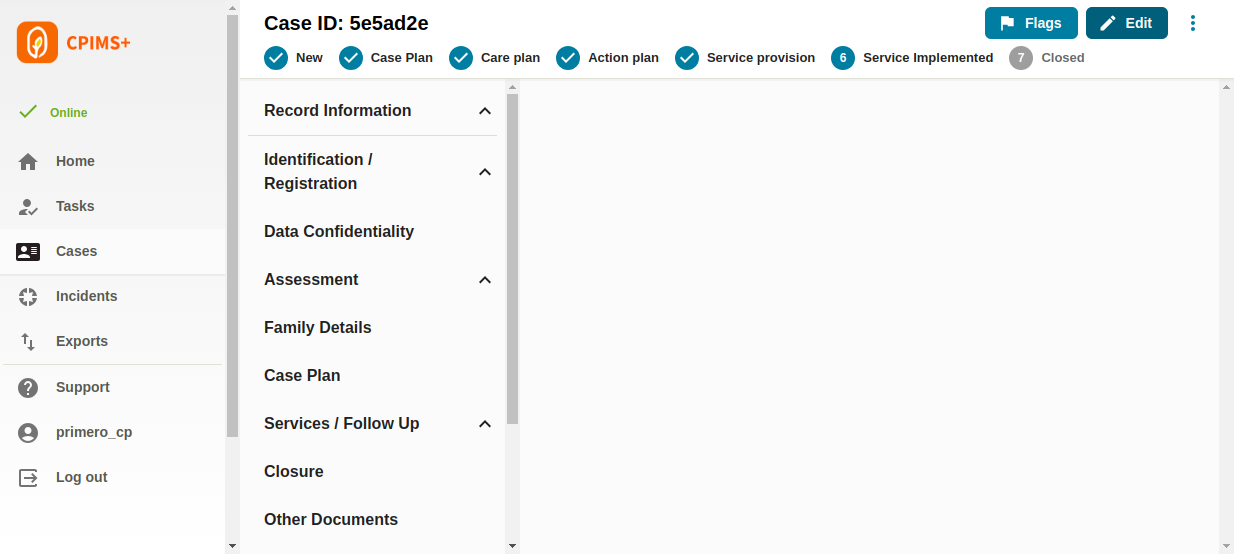 CPIMS+
Online
Home
Tasks
Cases
Incidents
Exports
Support
primero_cp
Log out
Case ID: 5e5ad2e
Flags
Edit
New
Case Plan
Care plan
Action plan
Service provision
6 Service Implemented
7 Closed
Record Information
Identification /
Registration
Data Confidentiality
Assessment
Family Details
Case Plan
Services / Follow Up
Closure
Other Documents